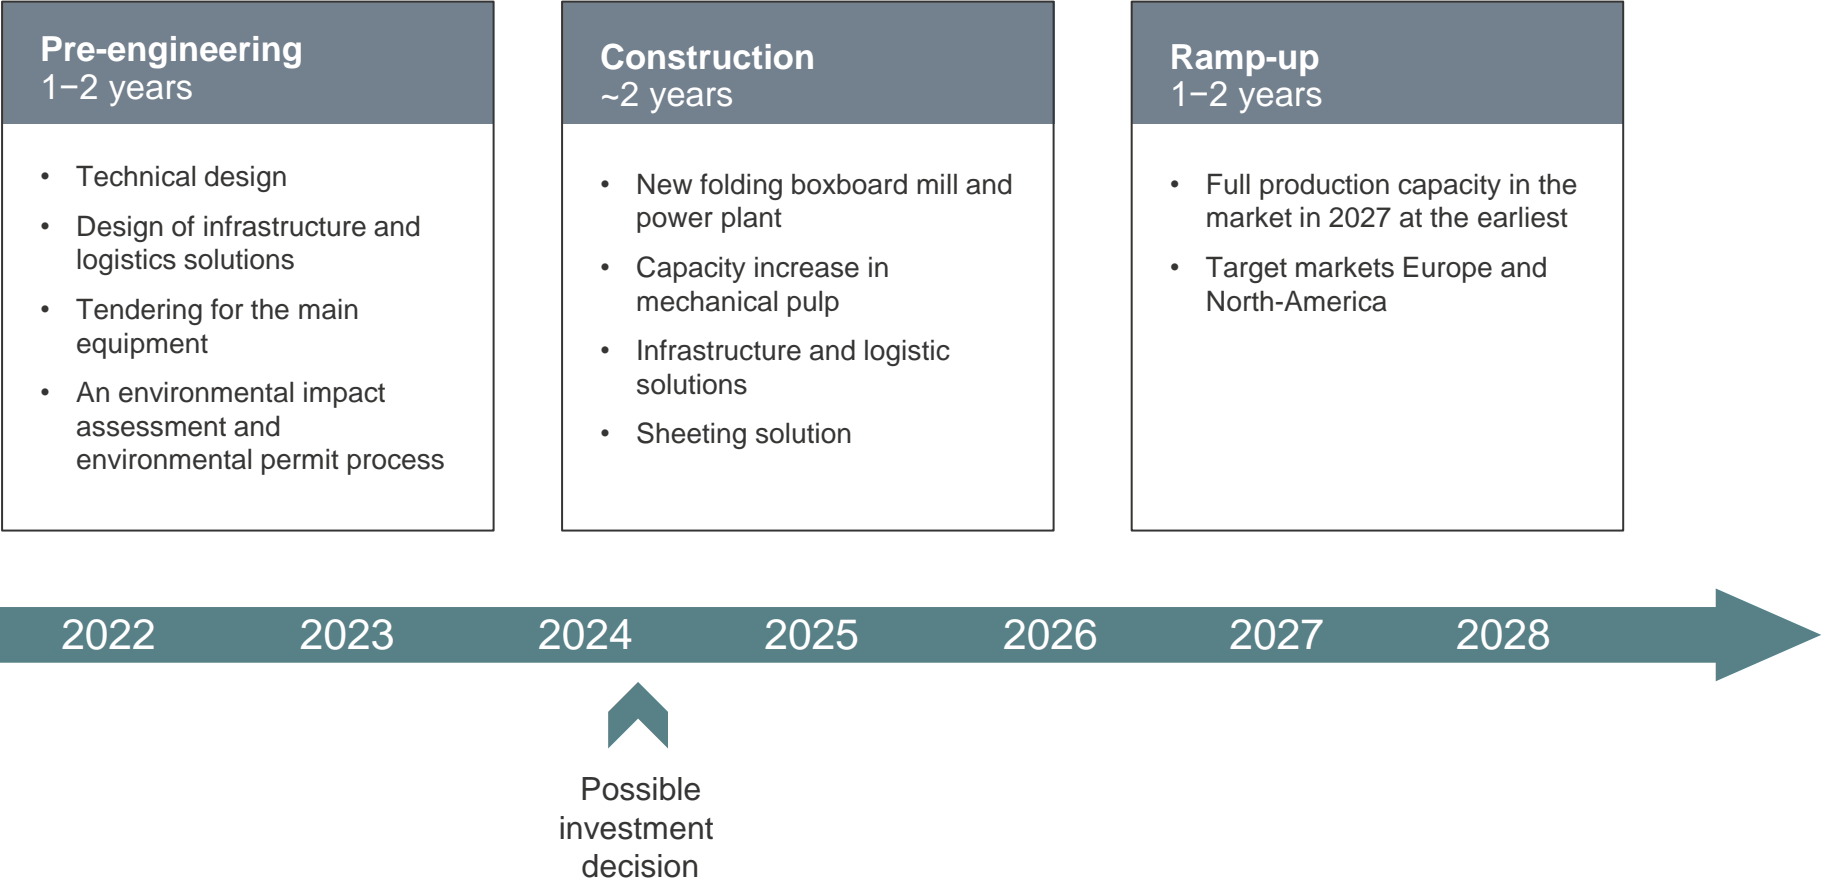 Pre-engineering
1−2 years
• Technical design
• Design of infrastructure and
logistics solutions
• Tendering for the main
equipment
• An environmental impact
assessment and
environmental permit process
Construction
~2 years
• New folding boxboard mill and
power plant
• Capacity increase in
mechanical pulp
• Infrastructure and logistic
solutions
• Sheeting solution
Ramp-up
1−2 years
• Full production capacity in the
market in 2027 at the earliest
• Target markets Europe and
North-America
2022 2023 2024 2025 2026 2027 2028
Possible
investment
decision